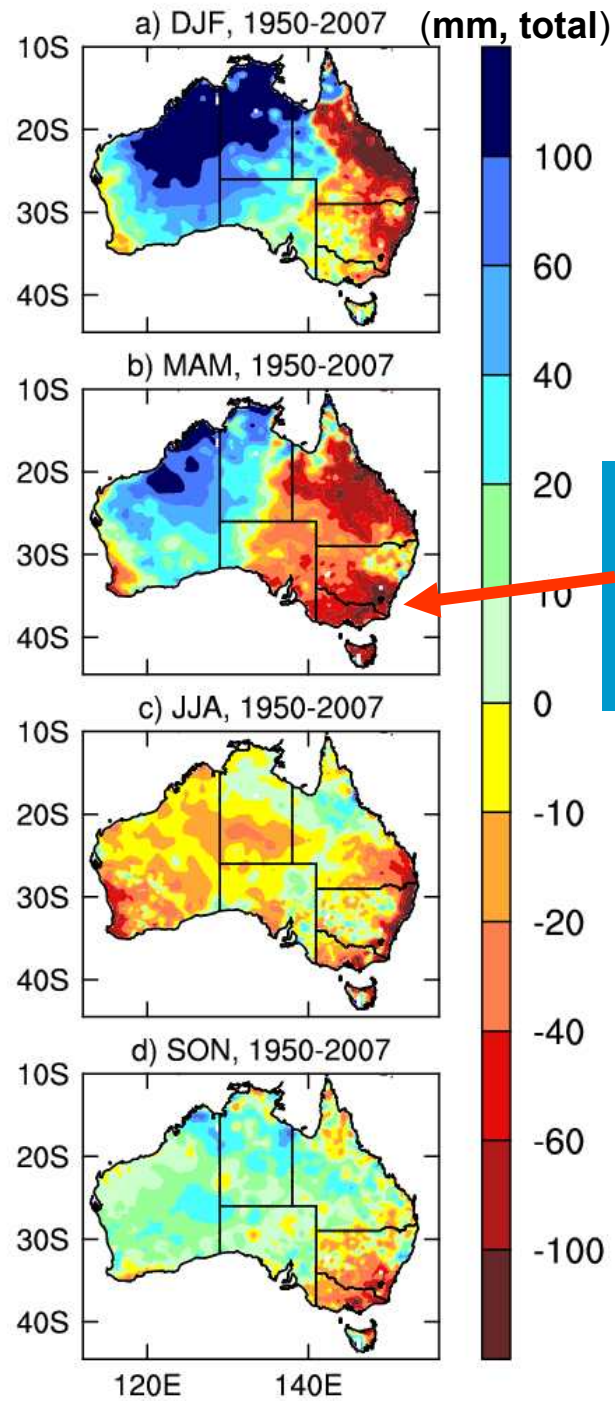 a) DJF, 1950-2007 (mm, total)
10S
20S
30S
40S
b) MAM, 1950-2007
10S
20S
30S
40S
c) JJA, 1950-2007
10S
20S
30S
40S
d) SON, 1950-2007
10S
20S
30S
40S
120E 140E
100
60
40
20
10
0
-10
-20
-40
-60
-100